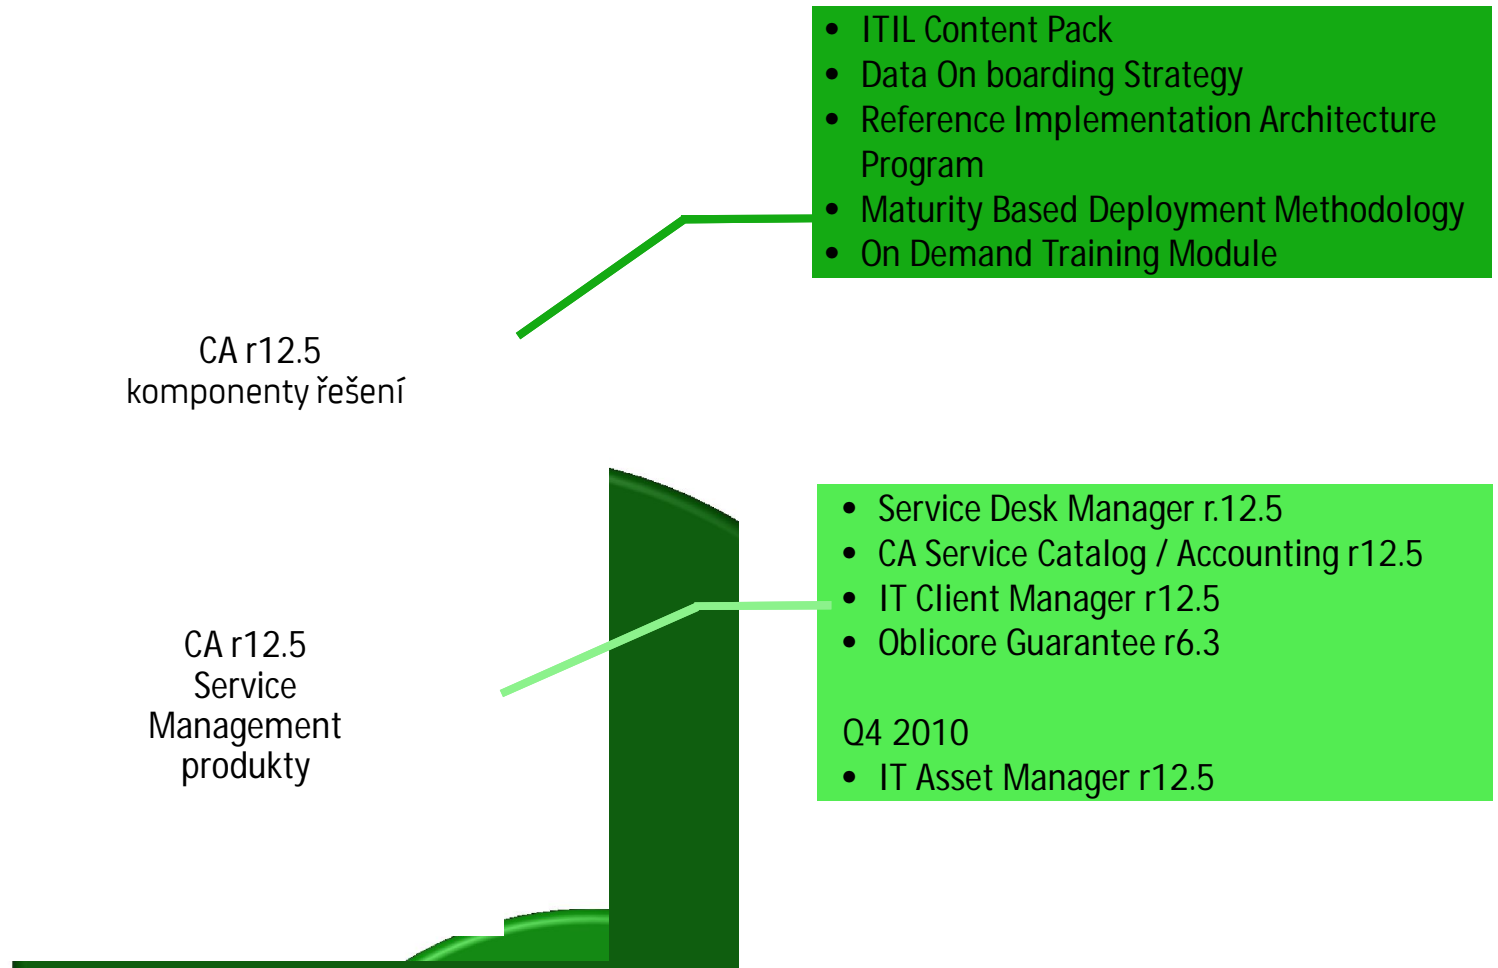 • ITIL Content Pack
• Data On boarding Strategy
• Reference Implementation Architecture
Program
• Maturity Based Deployment Methodology
• On Demand Training Module
CA r12.5
komponenty řešení
• Service Desk Manager r.12.5
• CA Service Catalog / Accounting r12.5
• IT Client Manager r12.5
• Oblicore Guarantee r6.3
Q4 2010
• IT Asset Manager r12.5
CA r12.5
Service
Management
produkty